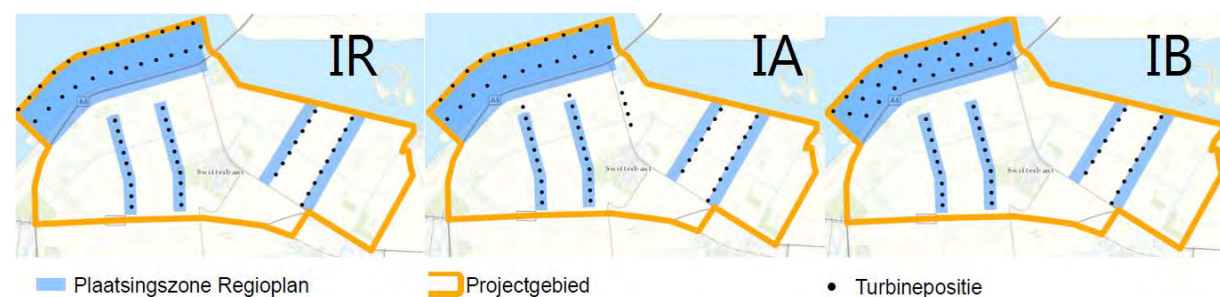 IR
IA
IB
A6
A6
A6
Swifterbant
Swifterbant
Swifterbant
Plaatsingszone Regioplan
Projectgebied
Turbinepositie